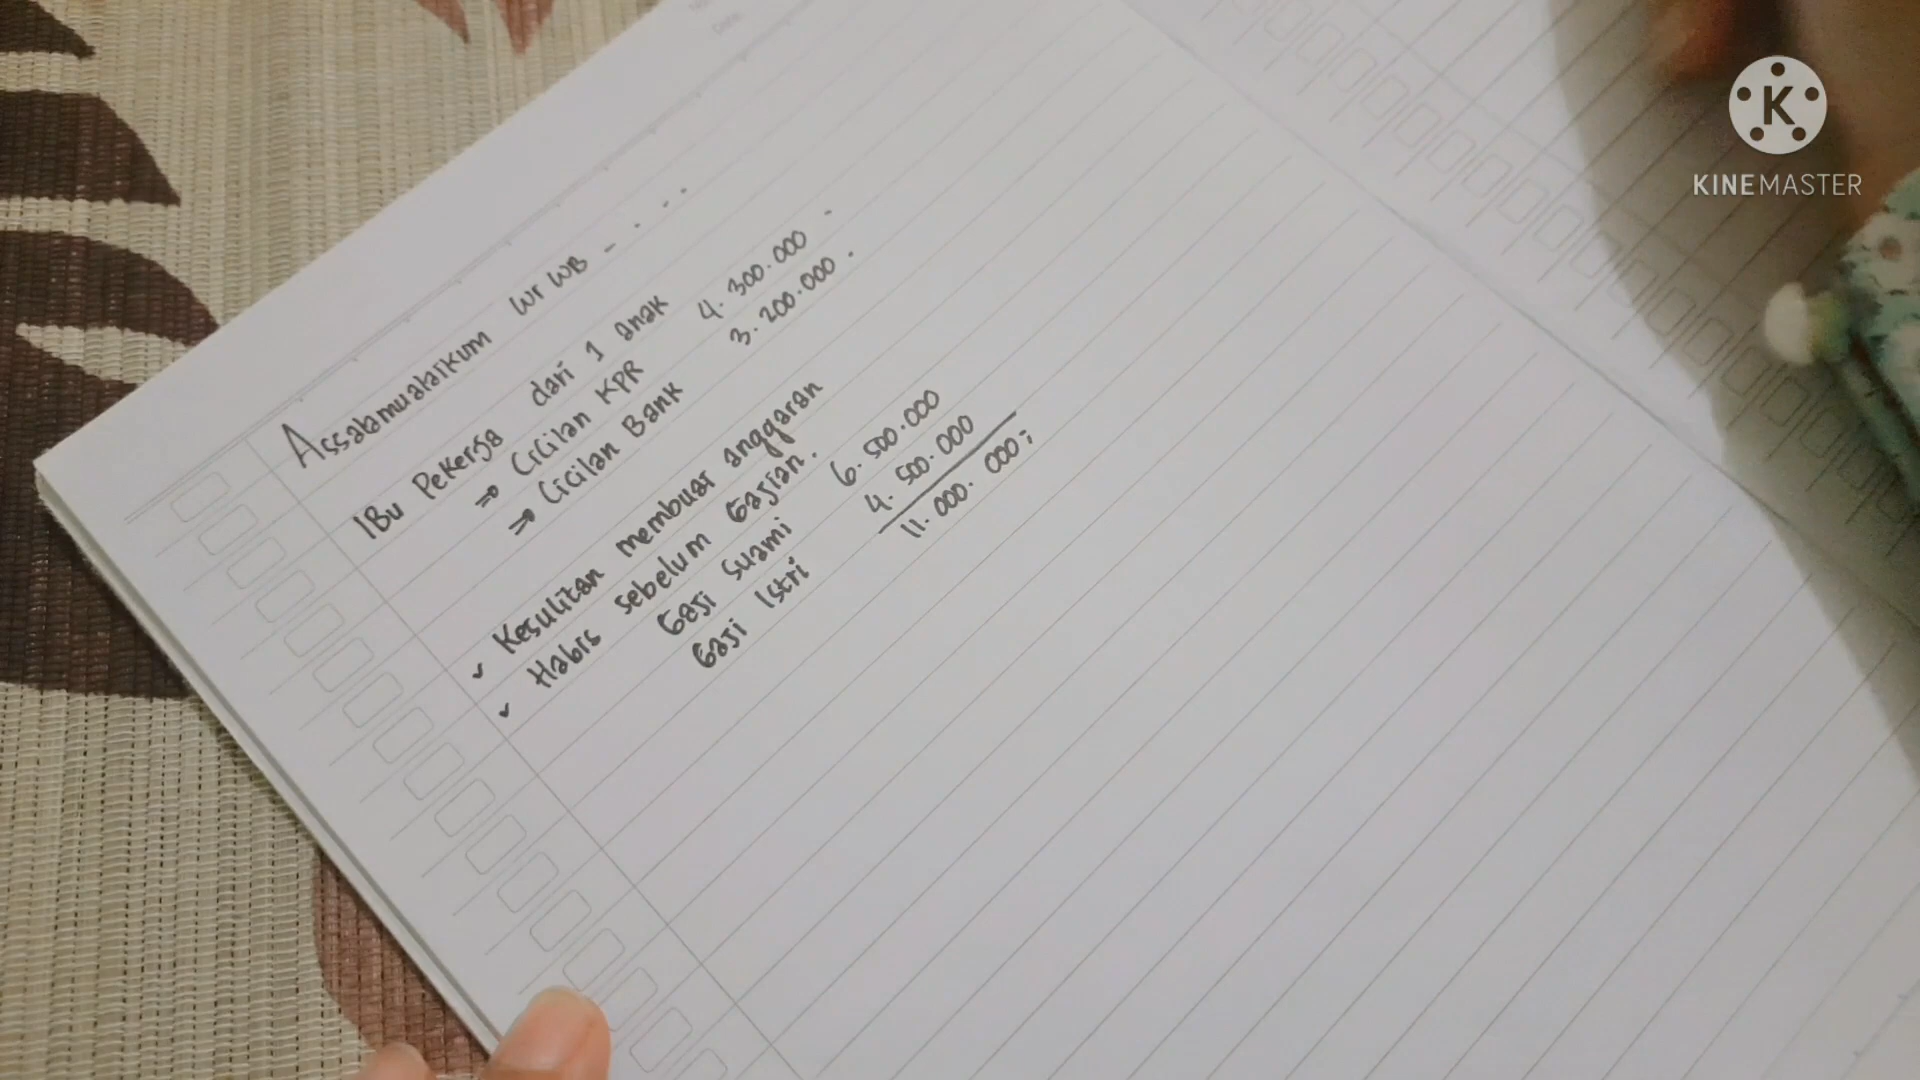 Assalamualaikum Wr WB - . . . .
IBu Pekerja dari 1 anak
⇒ Cicilan KPR 4.300.000 -
⇒ Cicilan Bank 3.200.000 .
✓ Kesulitan membuat anggaran
✓ Habis sebelum Gajian.
Gaji Suami 6.500.000
Gaji Istri 4.500.000
11.000.000;
K
KINEMASTER